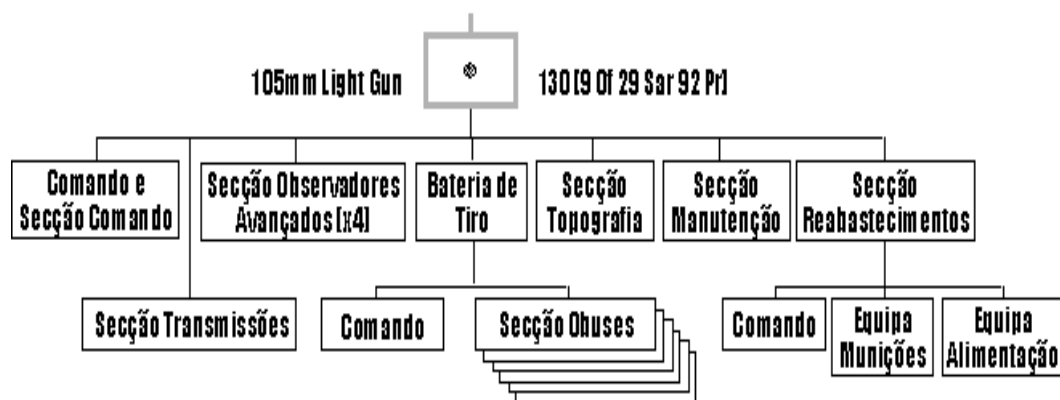 105mm Light Gun
130 [9 Of 29 Sar 92 Pr]
Comando e
Secção Comando
Secção Observadores
Avançados [x4]
Bateria de
Tiro
Secção
Topografia
Secção
Manutenção
Secção
Reabastecimentos
Secção Transmissões
Comando
Secção Obuses
Comando
Equipa
Munições
Equipa
Alimentação